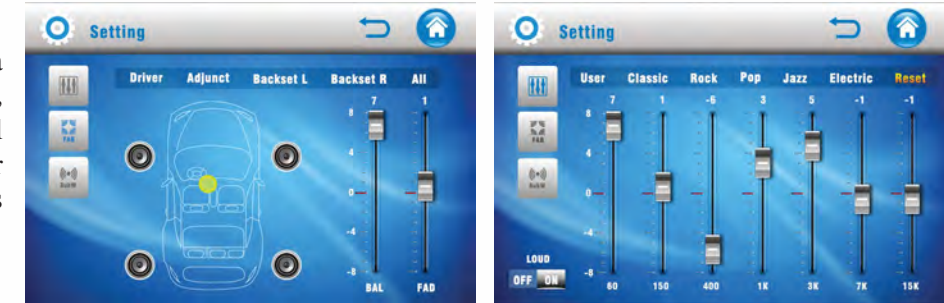 Setting
Driver Adjunct Backset L Backset R All
7 1
8
4
0
-4
-8
BAL FAD
FAD
Setting
User Classic Rock Pop Jazz Electric Reset
7 1 -6 3 5 -1 -1
8
4
0
-4
-8
60 150 400 1K 3K 7K 15K
FAD
LOUD
OFF ON